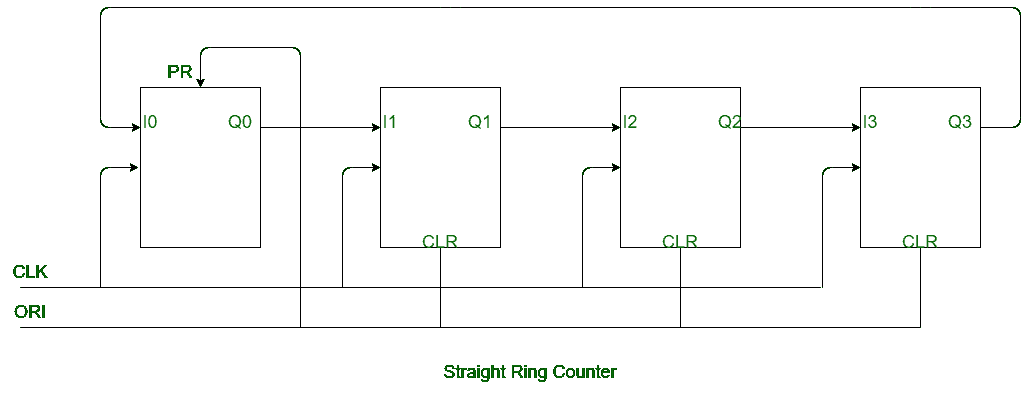 PR
I0 Q0 I1 Q1 I2 Q2 I3 Q3
CLR CLR CLR
CLK
ORI
Straight Ring Counter